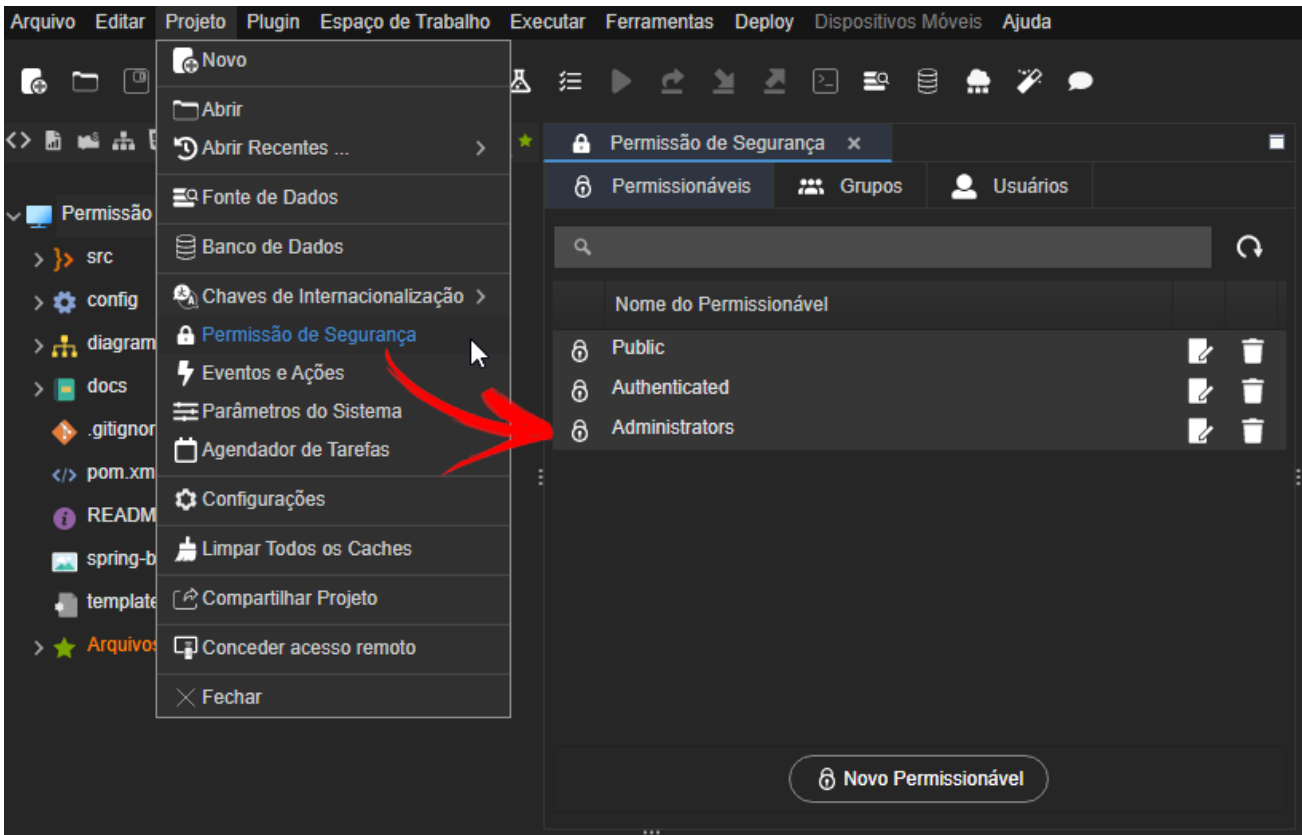 Arquivo Editar Projeto Plugin Espaço de Trabalho Executar Ferramentas Deploy Dispositivos Móveis Ajuda
Novo
Abrir
Abrir Recentes ...
Fonte de Dados
Banco de Dados
Chaves de Internacionalização
Permissão de Segurança
Eventos e Ações
Parâmetros do Sistema
Agendador de Tarefas
Configurações
Limpar Todos os Caches
Compartilhar Projeto
Conceder acesso remoto
Fechar
Permissão
src
config
diagram
docs
.gitignor
pom.xm
READM
spring-b
template
Arquivos
Permissão de Segurança
Permissionáveis Grupos Usuários
Nome do Permissionável
Public
Authenticated
Administrators
Novo Permissionável